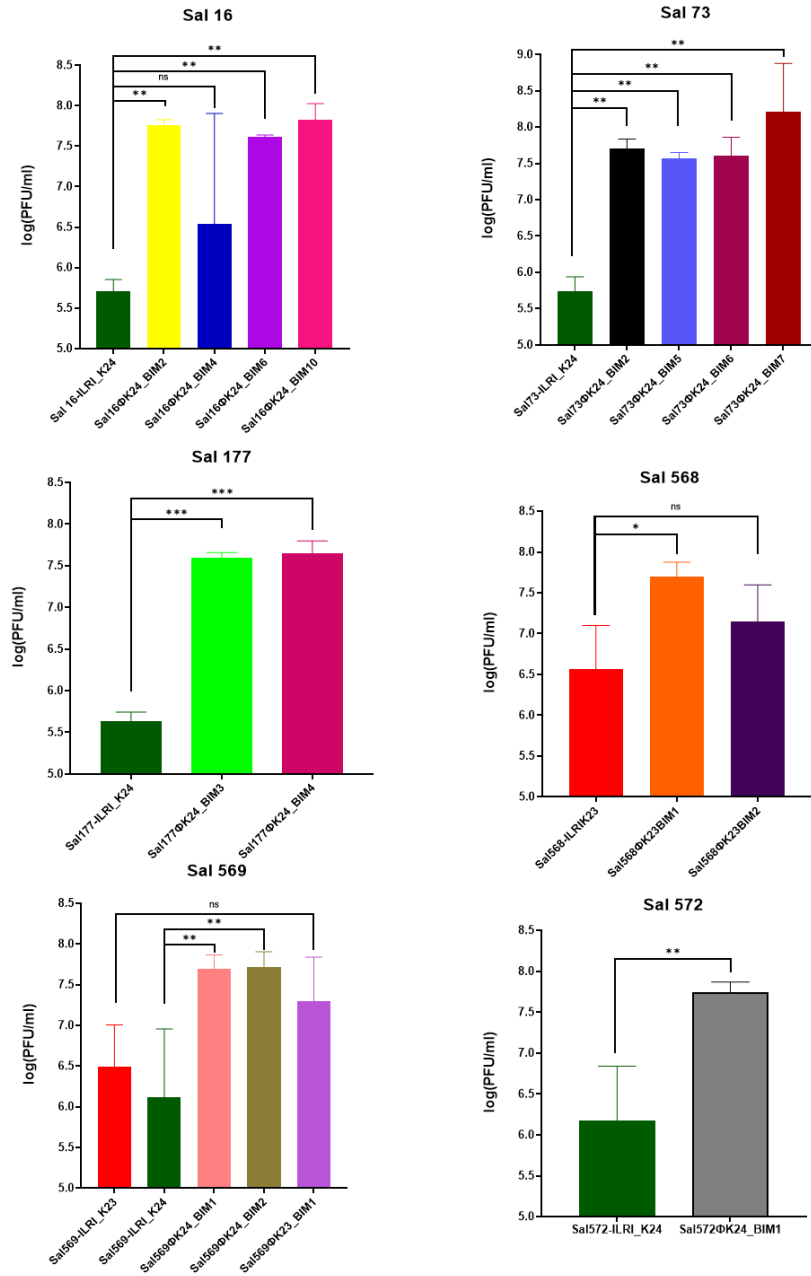 Sal 16
**
**
ns
**
8.5
8.0
7.5
7.0
6.5
6.0
5.5
5.0
log(PFU/ml)
Sal 16-ILRI_K24
Sal16ΦK24_BIM2
Sal16ΦK24_BIM4
Sal16ΦK24_BIM6
Sal16ΦK24_BIM10
Sal 73
**
**
**
**
9.0
8.5
8.0
7.5
7.0
6.5
6.0
5.5
5.0
log(PFU/ml)
Sal73-ILRI_K24
Sal73ΦK24_BIM2
Sal73ΦK24_BIM5
Sal73ΦK24_BIM6
Sal73ΦK24_BIM7
Sal 177
***
***
8.5
8.0
7.5
7.0
6.5
6.0
5.5
5.0
log(PFU/ml)
Sal177-ILRI_K24
Sal177ΦK24_BIM3
Sal177ΦK24_BIM4
Sal 568
ns
*
8.5
8.0
7.5
7.0
6.5
6.0
5.5
5.0
log(PFU/ml)
Sal568-ILRIK23
Sal568ΦK23BIM1
Sal568ΦK23BIM2
Sal 569
ns
**
**
8.5
8.0
7.5
7.0
6.5
6.0
5.5
5.0
log(PFU/ml)
Sal569-ILRI_K23
Sal569-ILRI_K24
Sal569ΦK24_BIM1
Sal569ΦK24_BIM2
Sal569ΦK23_BIM1
Sal 572
**
8.5
8.0
7.5
7.0
6.5
6.0
5.5
5.0
log(PFU/ml)
Sal572-ILRI_K24
Sal572ΦK24_BIM1